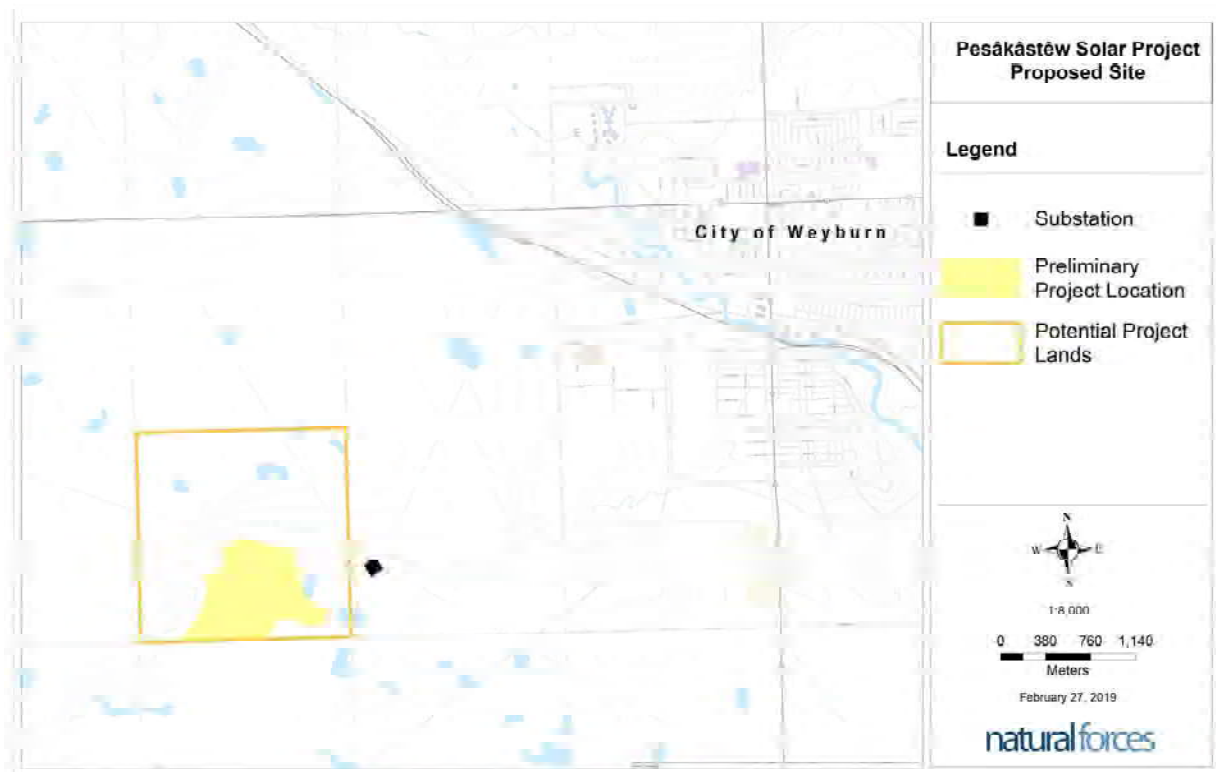 Pesâkâstêw Solar Project
Proposed Site
Legend
Substation
Preliminary
Project Location
Potential Project
Lands
City of Weyburn
N
W
E
S
1:8,000
0 380 760 1,140
Meters
February 27, 2019
naturalforces